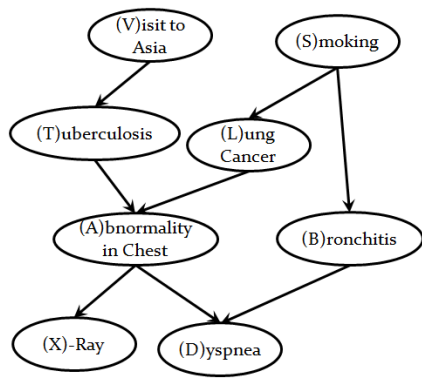 (V)isit to
Asia
(S)moking
(T)uberculosis
(L)ung
Cancer
(A)bnormality
in Chest
(B)ronchitis
(X)-Ray
(D)yspnea